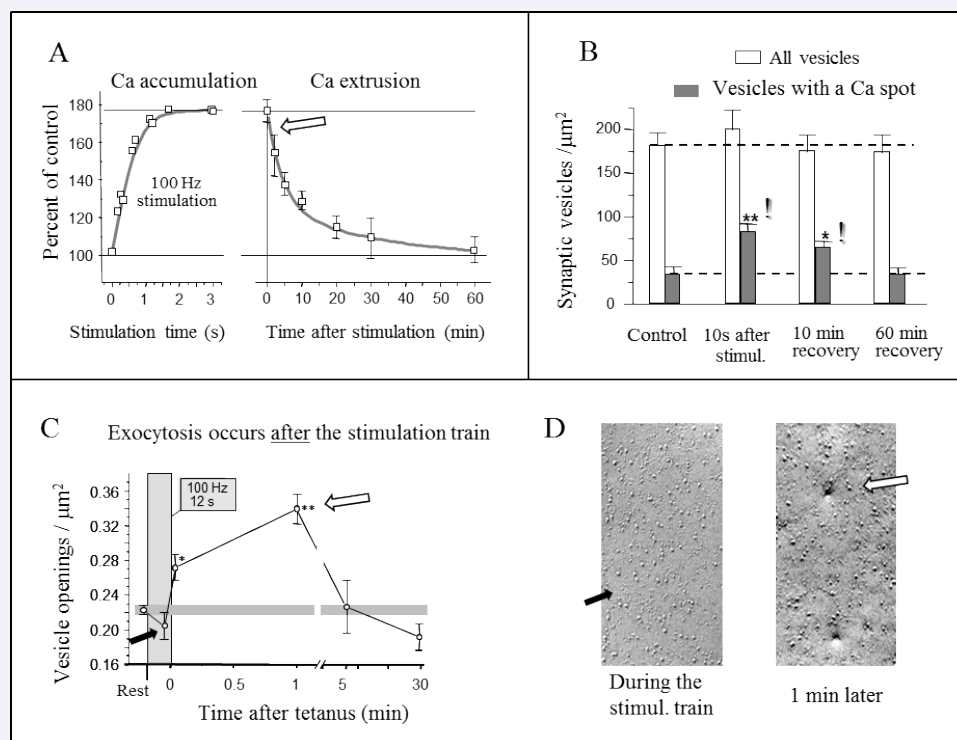 A
Ca accumulation
Ca extrusion
Percent of control
180
160
140
120
100
100 Hz
stimulation
0 1 2 3
0 10 20 30 40 50 60
Stimulation time (s)
Time after stimulation (min)
B
All vesicles
Vesicles with a Ca spot
Synaptic vesicles /µm²
200
150
100
50
0
** !
* !
Control
10s after
stimul.
10 min
recovery
60 min
recovery
C
Exocytosis occurs after the stimulation train
Vesicle openings / µm²
0.36
0.32
0.28
0.24
0.20
0.16
100 Hz
12 s
*
**
Rest
0 0.5 1 5 30
Time after tetanus (min)
D
During the
stimul. train
1 min later